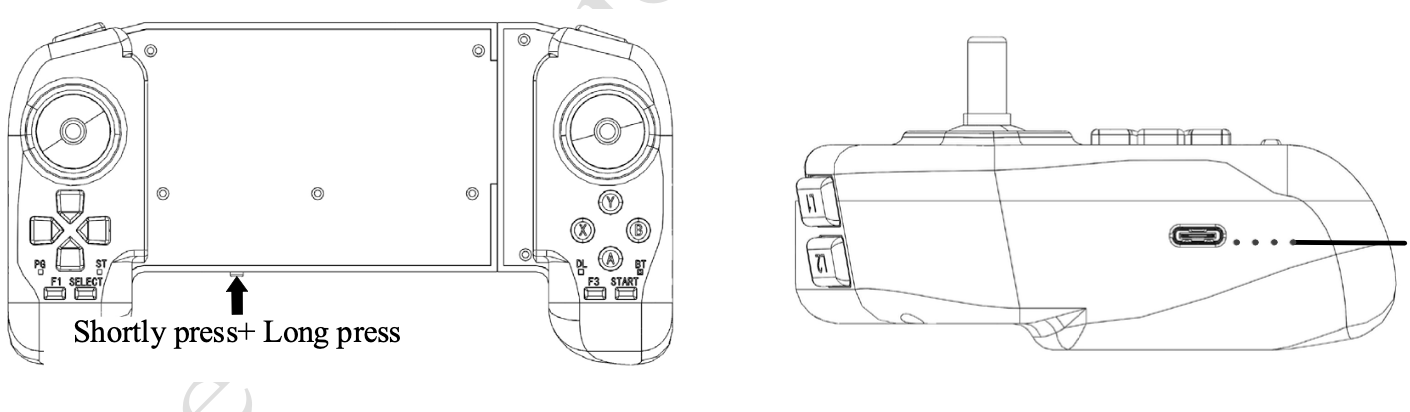 Y
X B
A
PG ST DL BT
F1 SELECT F3 START
Shortly press+ Long press
L1
L2